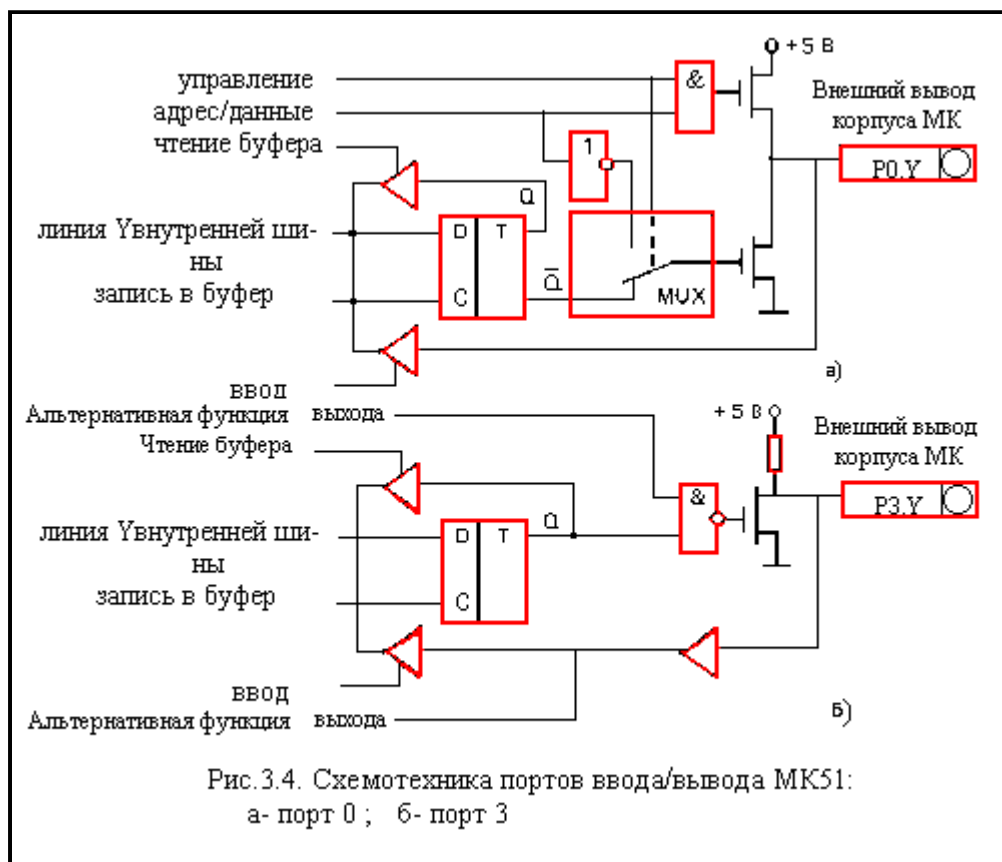 + 5 В
управление
&
Внешний вывод
корпуса МК
адрес/данные
чтение буфера
1
P0.Y
Q
линия Yвнутренней ши-
ны
D T
Q
запись в буфер
C
MUX
а)
ввод
Альтернативная функция выхода
+ 5 В
Чтение буфера
Внешний вывод
корпуса МК
&
P3.Y
Q
линия Yвнутренней ши-
ны
D T
запись в буфер
C
ввод
Альтернативная функция выхода
Б)
Рис.3.4. Схемотехника портов ввода/вывода МК51:
а- порт 0 ; б- порт 3